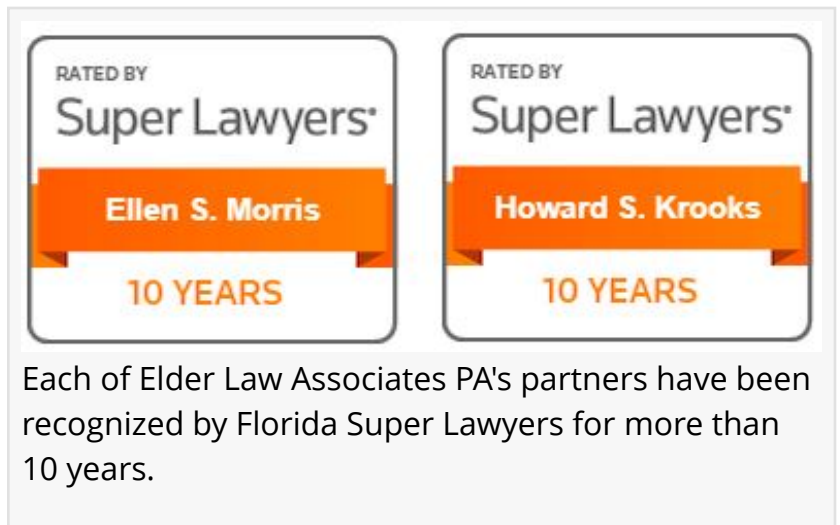 RATED BY
Super Lawyers
Ellen S. Morris
10 YEARS
RATED BY
Super Lawyers
Howard S. Krooks
10 YEARS
Each of Elder Law Associates PA's partners have been
recognized by Florida Super Lawyers for more than
10 years.